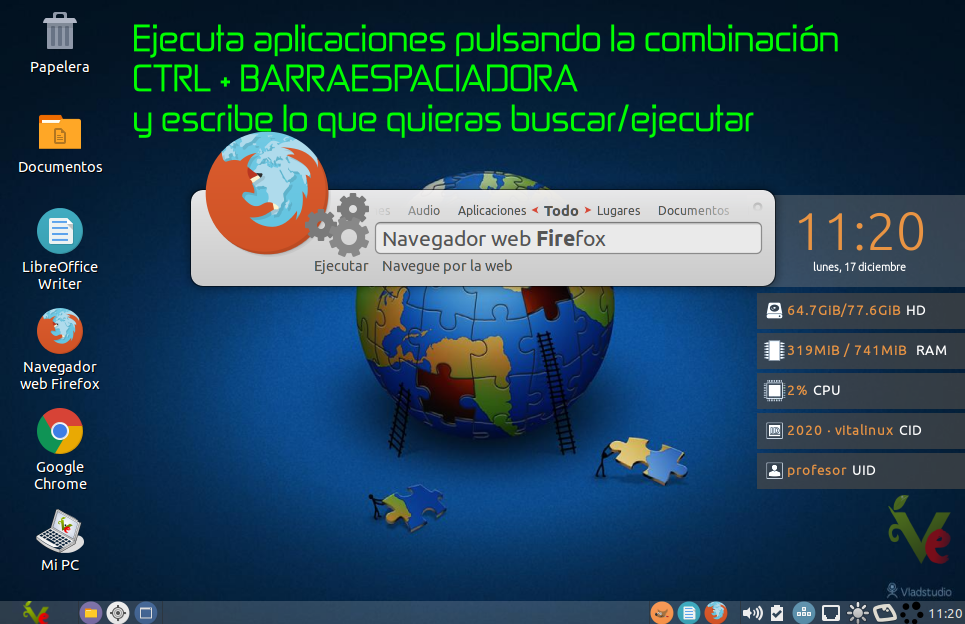 Ejecuta aplicaciones pulsando la combinación
CTRL + BARRAESPACIADORA
y escribe lo que quieras buscar/ejecutar
Papelera
Documentos
LibreOffice
Writer
Navegador
web Firefox
Google
Chrome
Mi PC
es Audio Aplicaciones Todo Lugares Documentos
Navegador web Firefox
Ejecutar Navegue por la web
11:20
lunes, 17 diciembre
64.7GIB/77.6GIB HD
319MIB / 741MIB RAM
2% CPU
2020 · vitalinux CID
profesor UID
Ve
Vladstudio
11:20